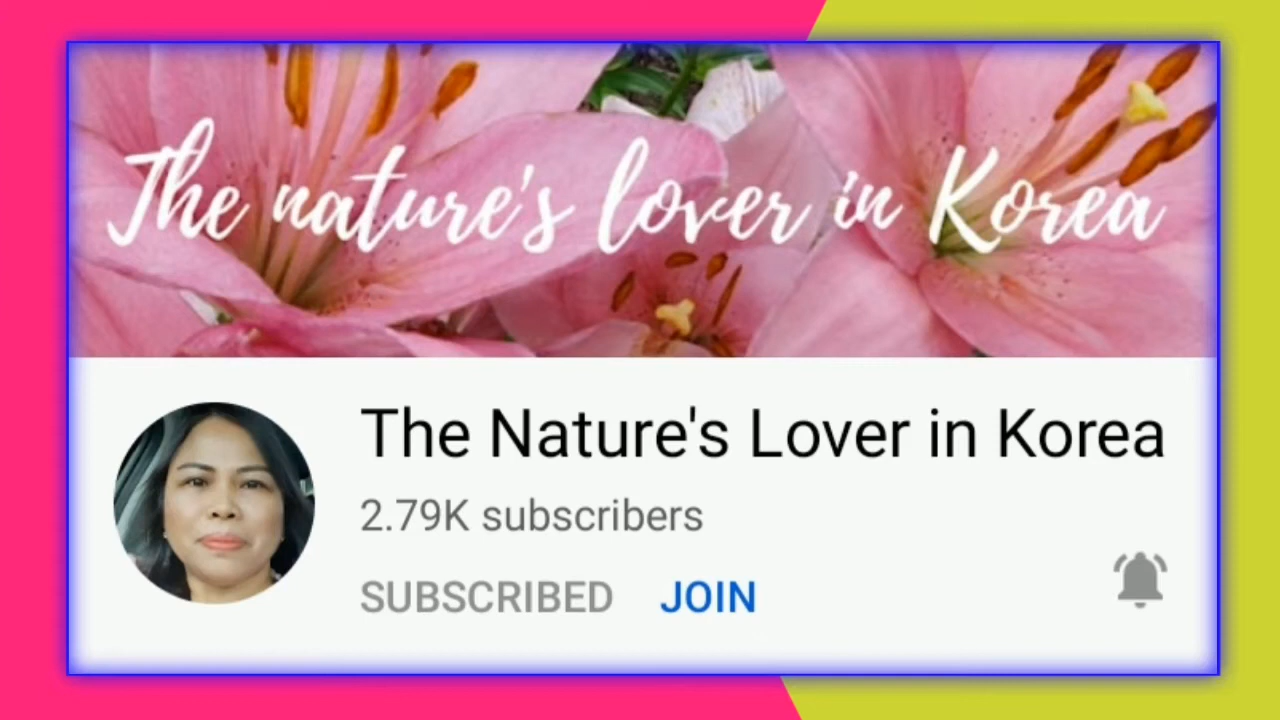 The nature's lover in Korea
The Nature's Lover in Korea
2.79K subscribers
SUBSCRIBED JOIN